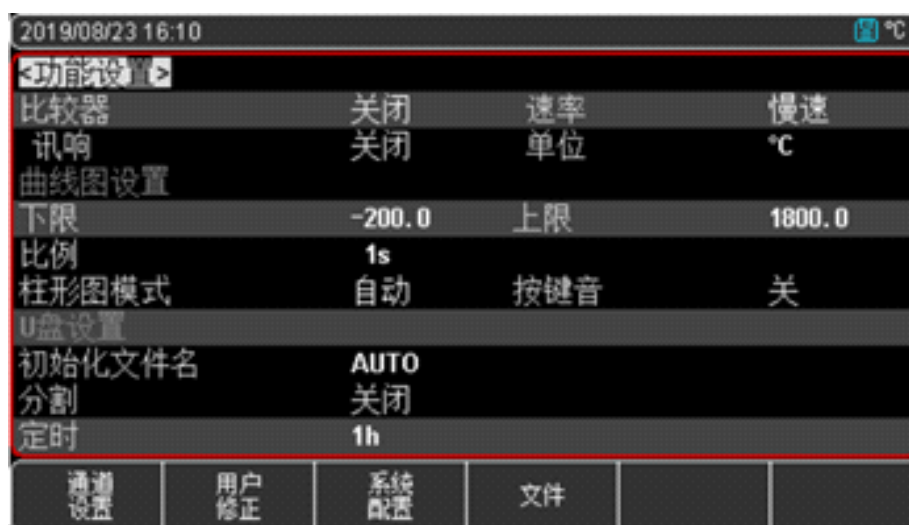 2019/08/23 16:10 °C
<功能设置>
比较器 关闭 速率 慢速
讯响 关闭 单位 °C
曲线图设置
下限 -200.0 上限 1800.0
比例 1s
柱形图模式 自动 按键音 关
U盘设置
初始化文件名 AUTO
分割 关闭
定时 1h
通道设置 用户修正 系统配置 文件